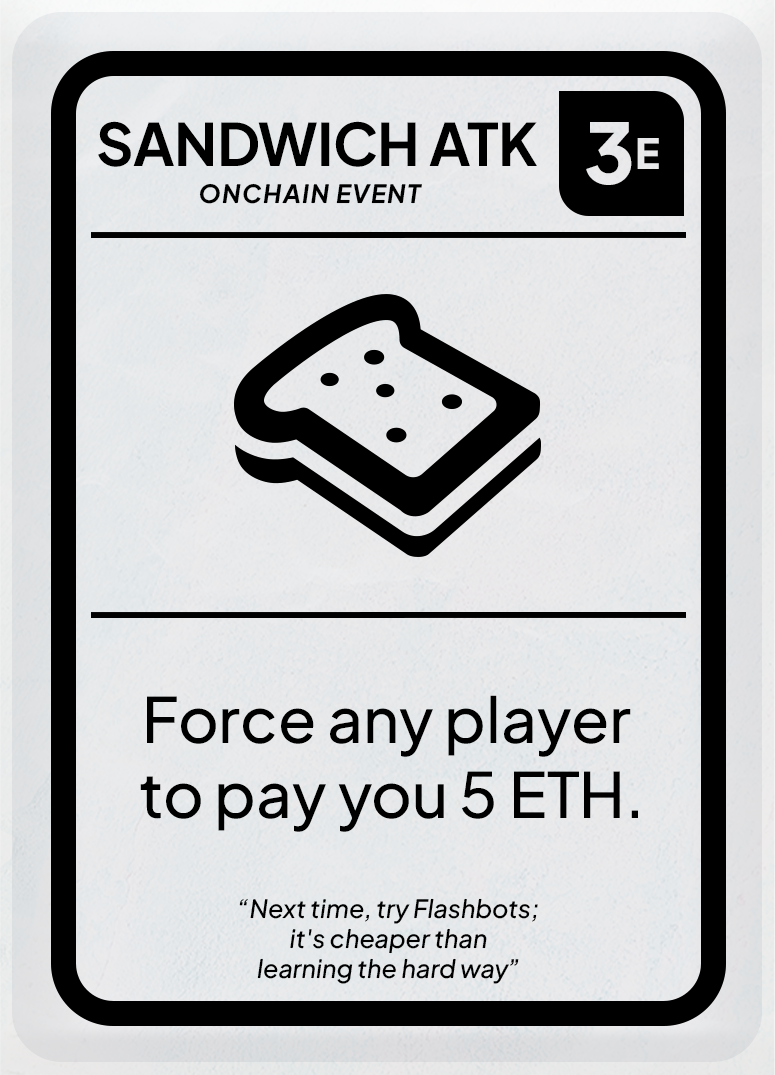 SANDWICH ATK
3E
ONCHAIN EVENT
Force any player
to pay you 5 ETH.
“Next time, try Flashbots;
it's cheaper than
learning the hard way”